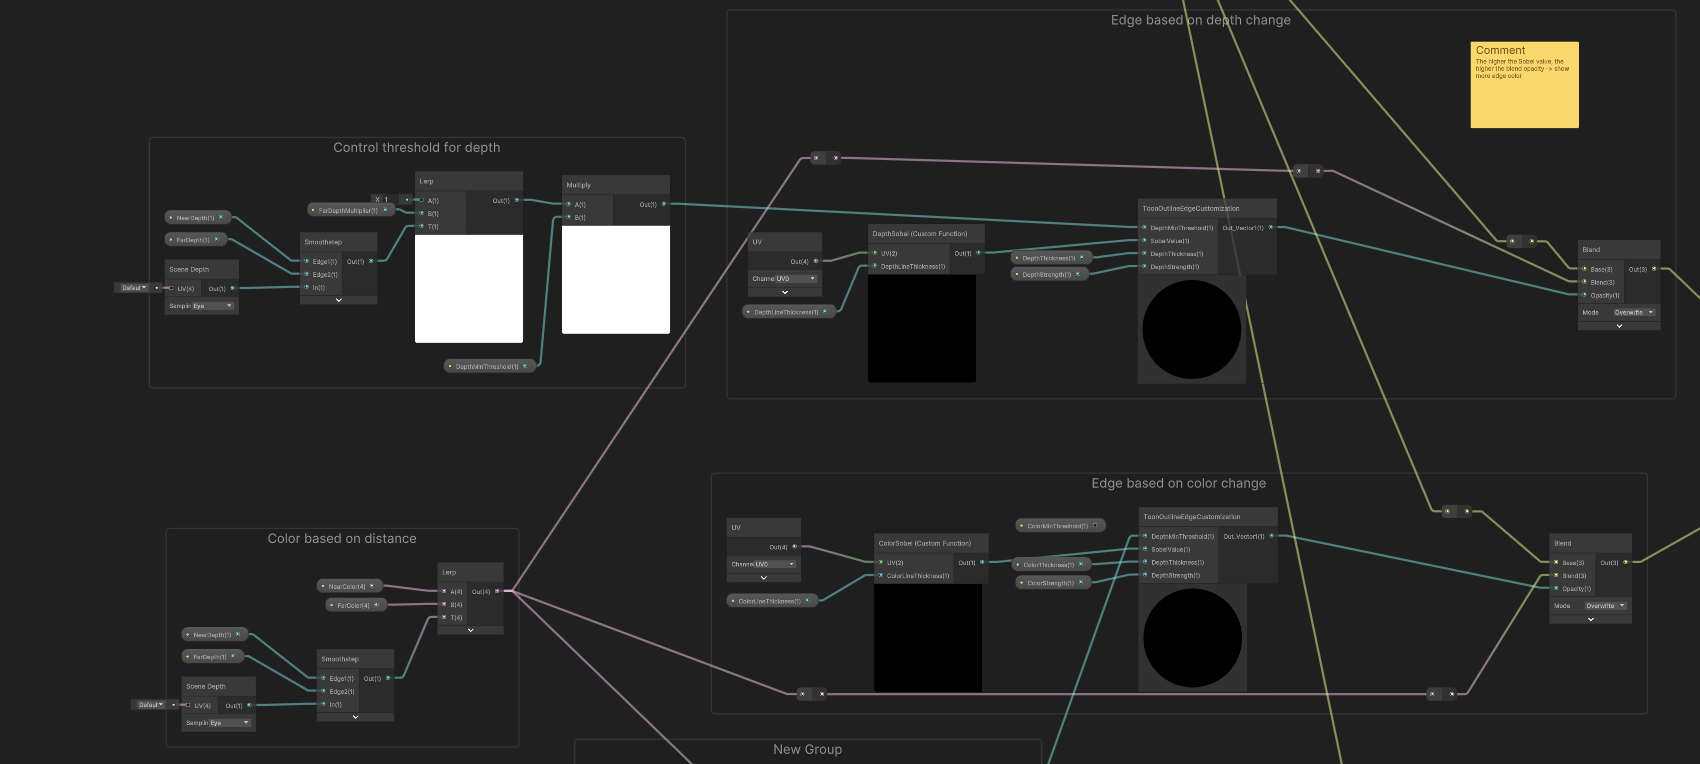 Edge based on depth change
Comment
The higher the Sobel value, the
higher the blend opacity -> show
more edge color
Control threshold for depth
Lerp
X 1
A(1)
Out(1)
FarDepthMultiplier(1)
B(1)
T(1)
Multiply
A(1)
Out(1)
B(1)
NearDepth(1)
FarDepth(1)
Smoothstep
Edge1(1)
Out(1)
Edge2(1)
In(1)
Scene Depth
Default
UV(4)
Out(1)
Samplin
Eye
DepthMinThreshold(1)
UV
Out(4)
Channel
UV0
DepthLineThickness(1)
DepthSobel (Custom Function)
UV(2)
Out(1)
DepthLineThickness(1)
DepthThickness(1)
DepthStrength(1)
ToonOutlineEdgeCustomization
DepthMinThreshold(1)
Out_Vector1(1)
SobelValue(1)
DepthThickness(1)
DepthStrength(1)
Blend
Base(3)
Out(3)
Blend(3)
Opacity(1)
Mode
Overwrite
Edge based on color change
UV
Out(4)
Channel
UV0
ColorLineThickness(1)
ColorSobel (Custom Function)
UV(2)
Out(1)
ColorLineThickness(1)
ColorMinThreshold(1)
ColorThickness(1)
ColorStrength(1)
ToonOutlineEdgeCustomization
DepthMinThreshold(1)
Out_Vector1(1)
SobelValue(1)
DepthThickness(1)
DepthStrength(1)
Blend
Base(3)
Out(3)
Blend(3)
Opacity(1)
Mode
Overwrite
Color based on distance
Lerp
NearColor(4)
A(4)
Out(4)
FarColor(4)
B(4)
T(4)
NearDepth(1)
FarDepth(1)
Smoothstep
Edge1(1)
Out(1)
Edge2(1)
In(1)
Scene Depth
Default
UV(4)
Out(1)
Samplin
Eye
New Group